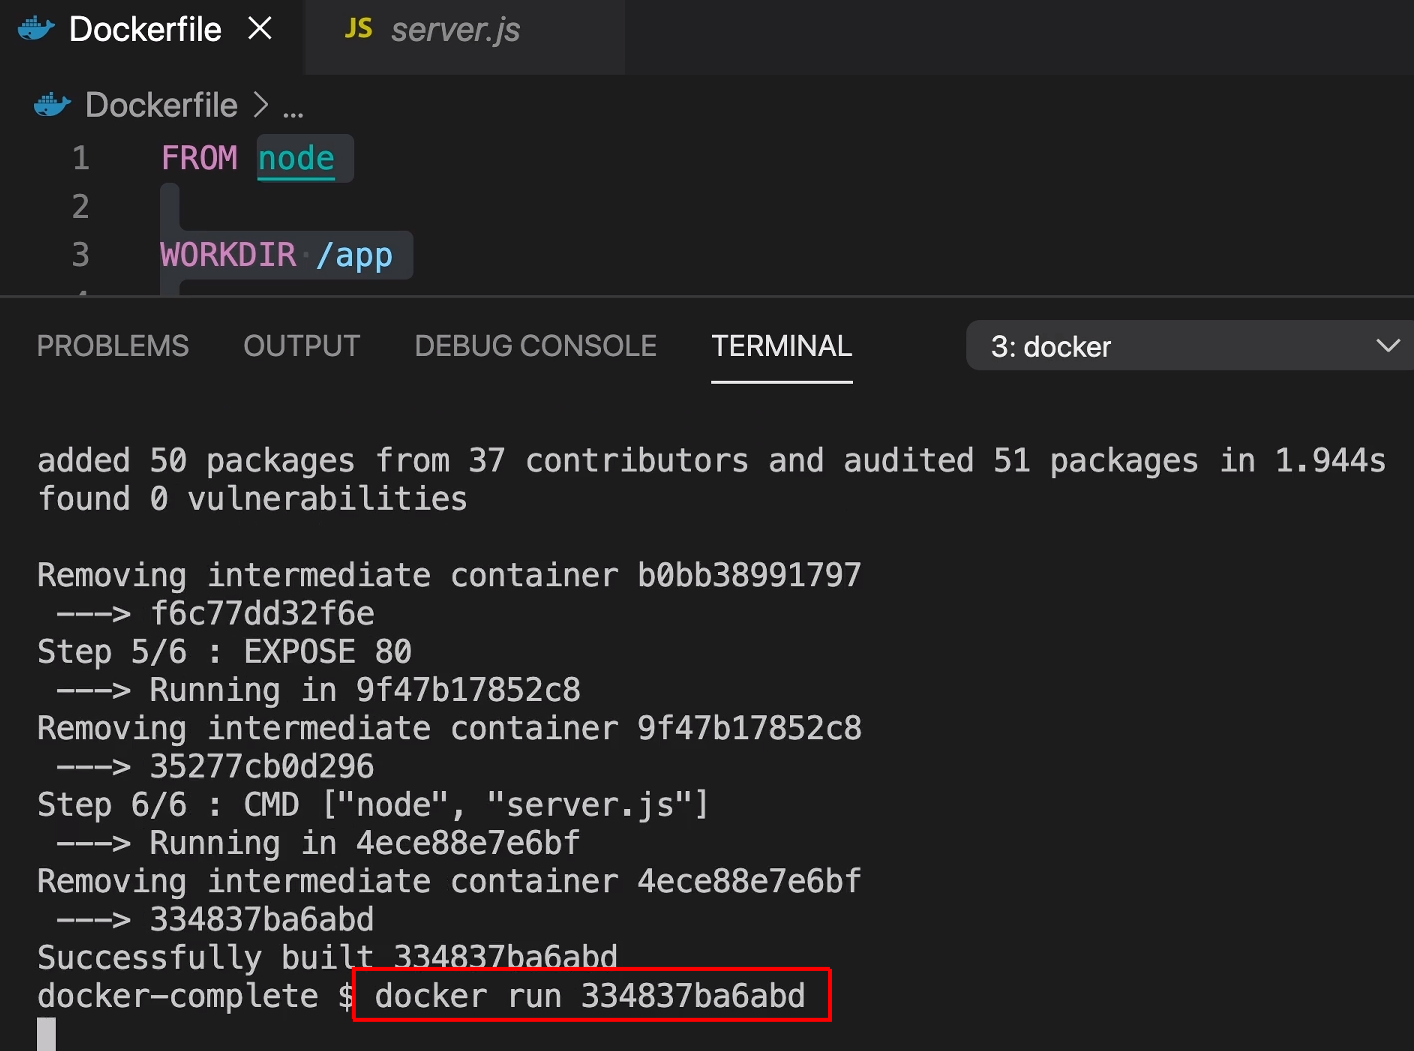 Dockerfile
JS server.js
Dockerfile > ...
1 FROM node
2
3 WORKDIR /app
PROBLEMS OUTPUT DEBUG CONSOLE TERMINAL 3: docker
added 50 packages from 37 contributors and audited 51 packages in 1.944s
found 0 vulnerabilities
Removing intermediate container b0bb38991797
---> f6c77dd32f6e
Step 5/6 : EXPOSE 80
---> Running in 9f47b17852c8
Removing intermediate container 9f47b17852c8
---> 35277cb0d296
Step 6/6 : CMD ["node", "server.js"]
---> Running in 4ece88e7e6bf
Removing intermediate container 4ece88e7e6bf
---> 334837ba6abd
Successfully built 334837ba6abd
docker-complete $ docker run 334837ba6abd